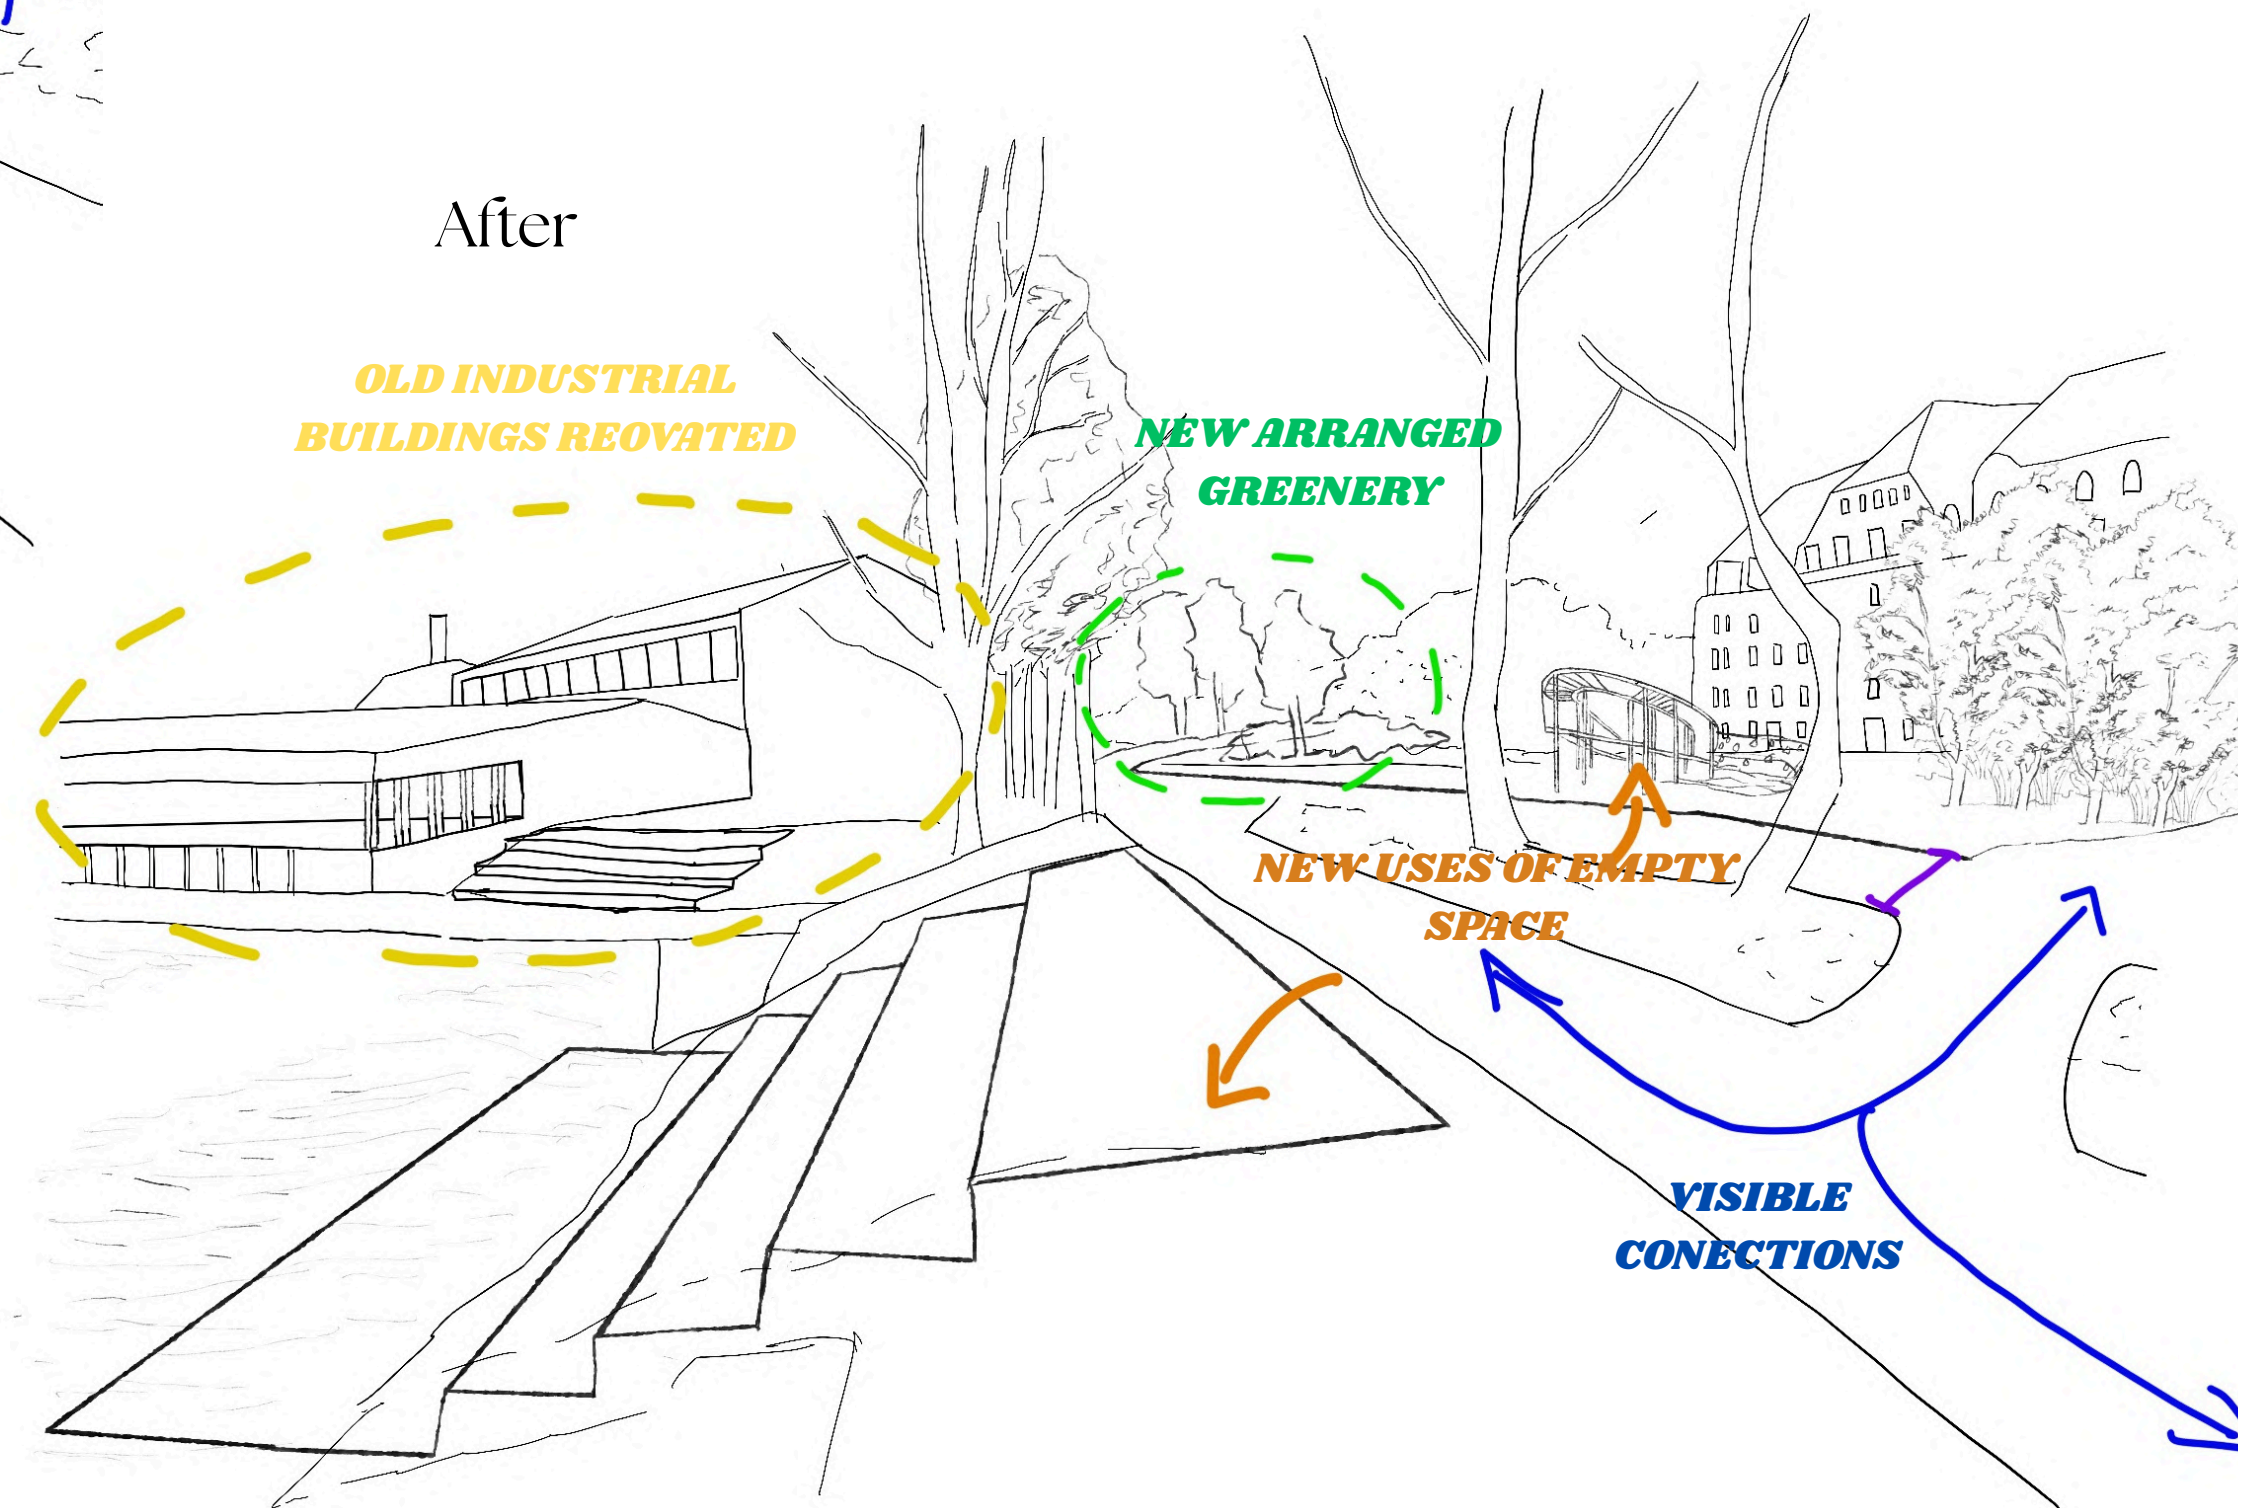 After
OLD INDUSTRIAL
BUILDINGS REOVATED
NEW ARRANGED
GREENERY
NEW USES OF EMPTY
SPACE
VISIBLE
CONECTIONS